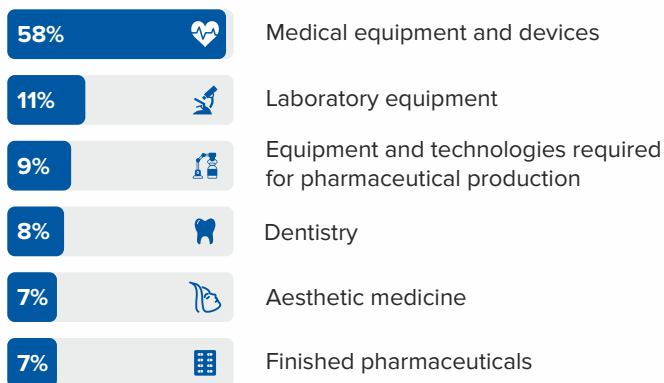 58% Medical equipment and devices
11% Laboratory equipment
9% Equipment and technologies required
for pharmaceutical production
8% Dentistry
7% Aesthetic medicine
7% Finished pharmaceuticals